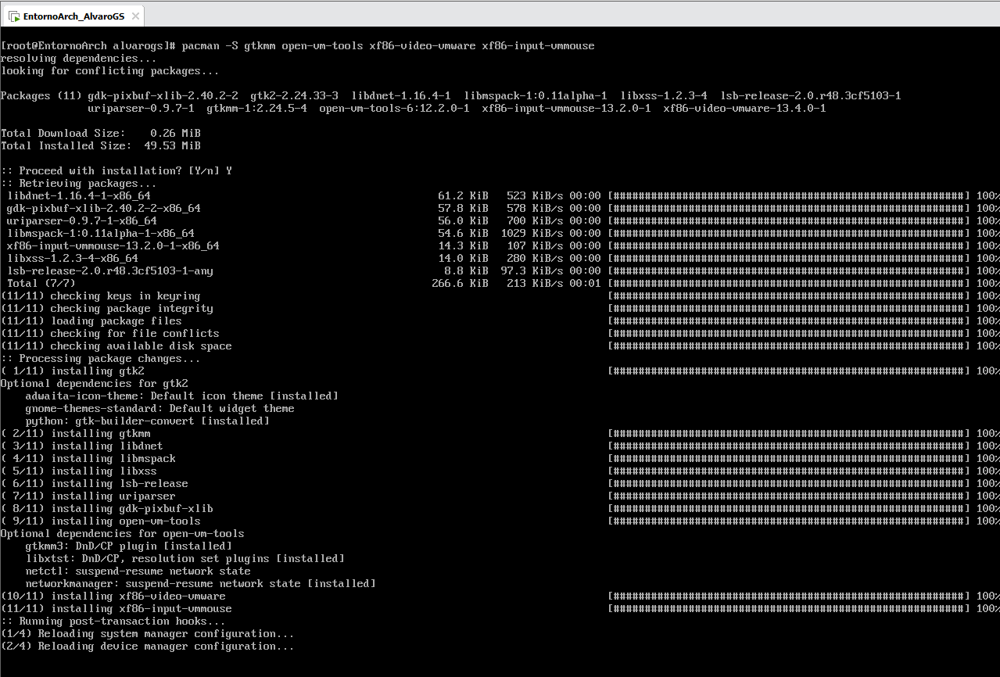 EntornoArch_AlvaroGS
[root@EntornoArch alvarogs]# pacman -S gtkmm open-vm-tools xf86-video-vmware xf86-input-vmmouse
resolving dependencies...
looking for conflicting packages...
Packages (11) gdk-pixbuf-xlib-2.40.2-2  gtk2-2.24.33-3  libdnet-1.16.4-1  libmspack-1:0.11alpha-1  libxss-1.2.3-4  lsb-release-2.0.r48.3cf5103-1
uriparser-0.9.7-1  gtkmm-1:2.24.5-4  open-vm-tools-6:12.2.0-1  xf86-input-vmmouse-13.2.0-1  xf86-video-vmware-13.4.0-1
Total Download Size:    0.26 MiB
Total Installed Size:  49.53 MiB
:: Proceed with installation? [Y/n] Y
:: Retrieving packages...
libdnet-1.16.4-1-x86_64 61.2 KiB 523 KiB/s 00:00 [########################################################] 100%
gdk-pixbuf-xlib-2.40.2-2-x86_64 57.8 KiB 578 KiB/s 00:00 [########################################################] 100%
uriparser-0.9.7-1-x86_64 56.0 KiB 700 KiB/s 00:00 [########################################################] 100%
libmspack-1:0.11alpha-1-x86_64 54.6 KiB 1029 KiB/s 00:00 [########################################################] 100%
xf86-input-vmmouse-13.2.0-1-x86_64 14.3 KiB 107 KiB/s 00:00 [########################################################] 100%
libxss-1.2.3-4-x86_64 14.0 KiB 280 KiB/s 00:00 [########################################################] 100%
lsb-release-2.0.r48.3cf5103-1-any 8.8 KiB 97.3 KiB/s 00:00 [########################################################] 100%
Total (7/7) 266.6 KiB 213 KiB/s 00:01 [########################################################] 100%
(11/11) checking keys in keyring [########################################################] 100%
(11/11) checking package integrity [########################################################] 100%
(11/11) loading package files [########################################################] 100%
(11/11) checking for file conflicts [########################################################] 100%
(11/11) checking available disk space [########################################################] 100%
:: Processing package changes...
( 1/11) installing gtk2 [########################################################] 100%
Optional dependencies for gtk2
adwaita-icon-theme: Default icon theme [installed]
gnome-themes-standard: Default widget theme
python: gtk-builder-convert [installed]
( 2/11) installing gtkmm [########################################################] 100%
( 3/11) installing libdnet [########################################################] 100%
( 4/11) installing libmspack [########################################################] 100%
( 5/11) installing libxss [########################################################] 100%
( 6/11) installing lsb-release [########################################################] 100%
( 7/11) installing uriparser [########################################################] 100%
( 8/11) installing gdk-pixbuf-xlib [########################################################] 100%
( 9/11) installing open-vm-tools [########################################################] 100%
Optional dependencies for open-vm-tools
gtkmm3: DnD/CP plugin [installed]
libxtst: DnD/CP, resolution set plugins [installed]
netctl: suspend-resume network state
networkmanager: suspend-resume network state [installed]
(10/11) installing xf86-video-vmware [########################################################] 100%
(11/11) installing xf86-input-vmmouse [########################################################] 100%
:: Running post-transaction hooks...
(1/4) Reloading system manager configuration...
(2/4) Reloading device manager configuration...